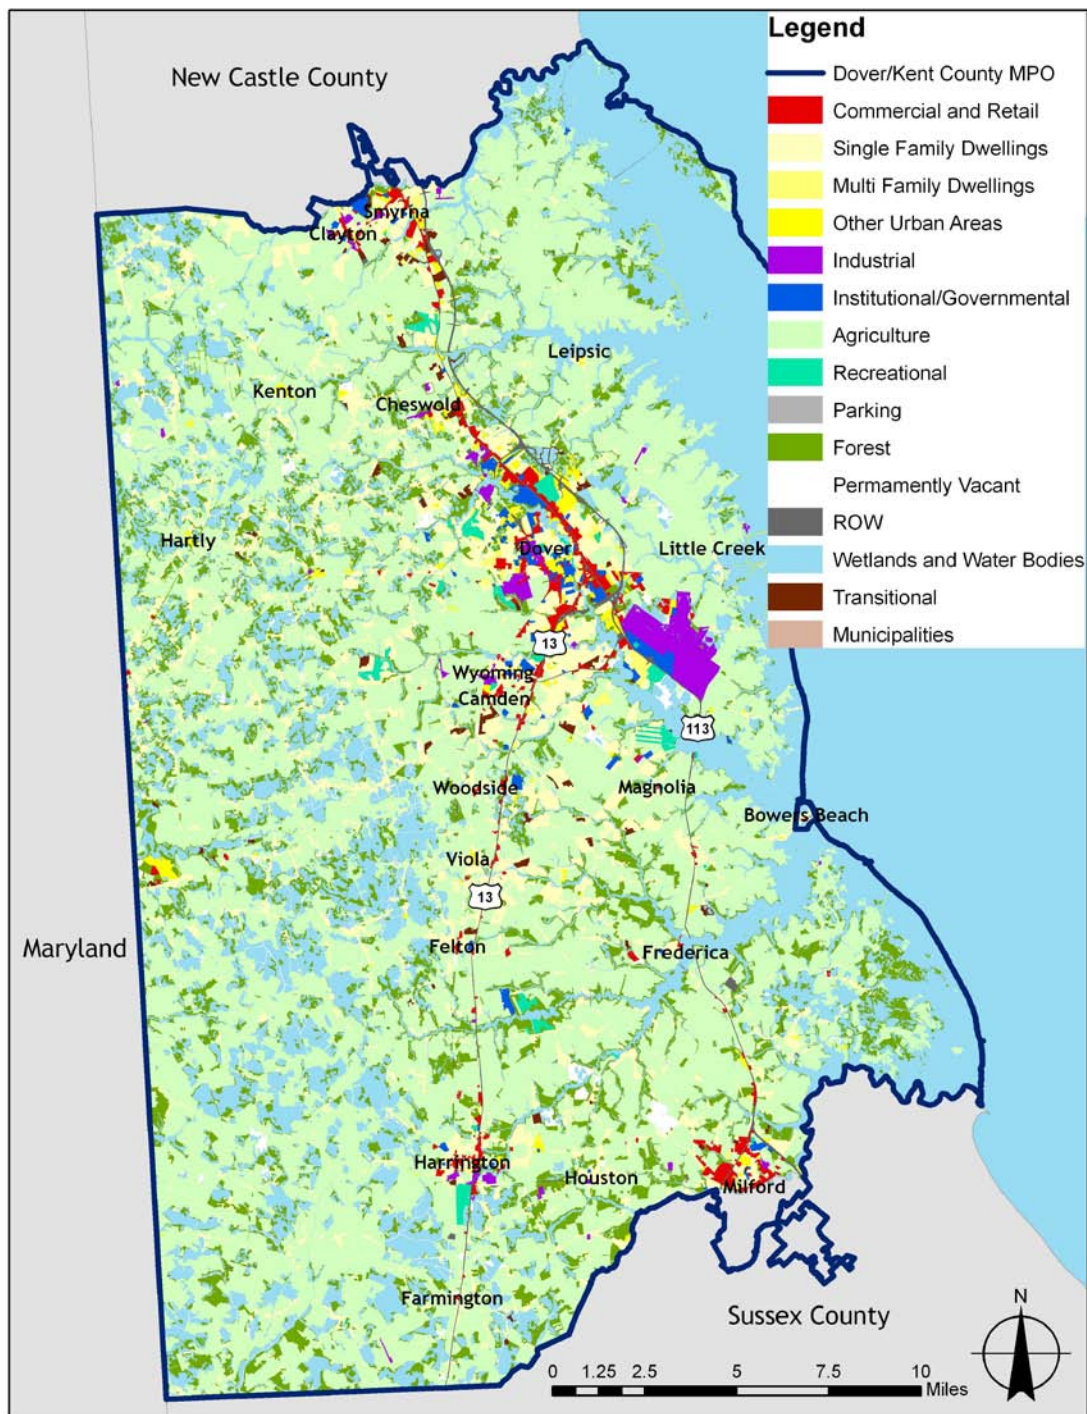 Legend
Dover/Kent County MPO
Commercial and Retail
Single Family Dwellings
Multi Family Dwellings
Other Urban Areas
Industrial
Institutional/Governmental
Agriculture
Recreational
Parking
Forest
Permamently Vacant
ROW
Wetlands and Water Bodies
Transitional
Municipalities
New Castle County
Smyrna
Clayton
Leipsic
Kenton
Cheswold
Hartly
Dover
Little Creek
13
Wyoming
Camden
113
Woodside
Magnolia
Bowers Beach
Viola
13
Maryland
Felton
Frederica
Harrington
Houston
Milford
Farmington
Sussex County
N
0 1.25 2.5 5 7.5 10
Miles